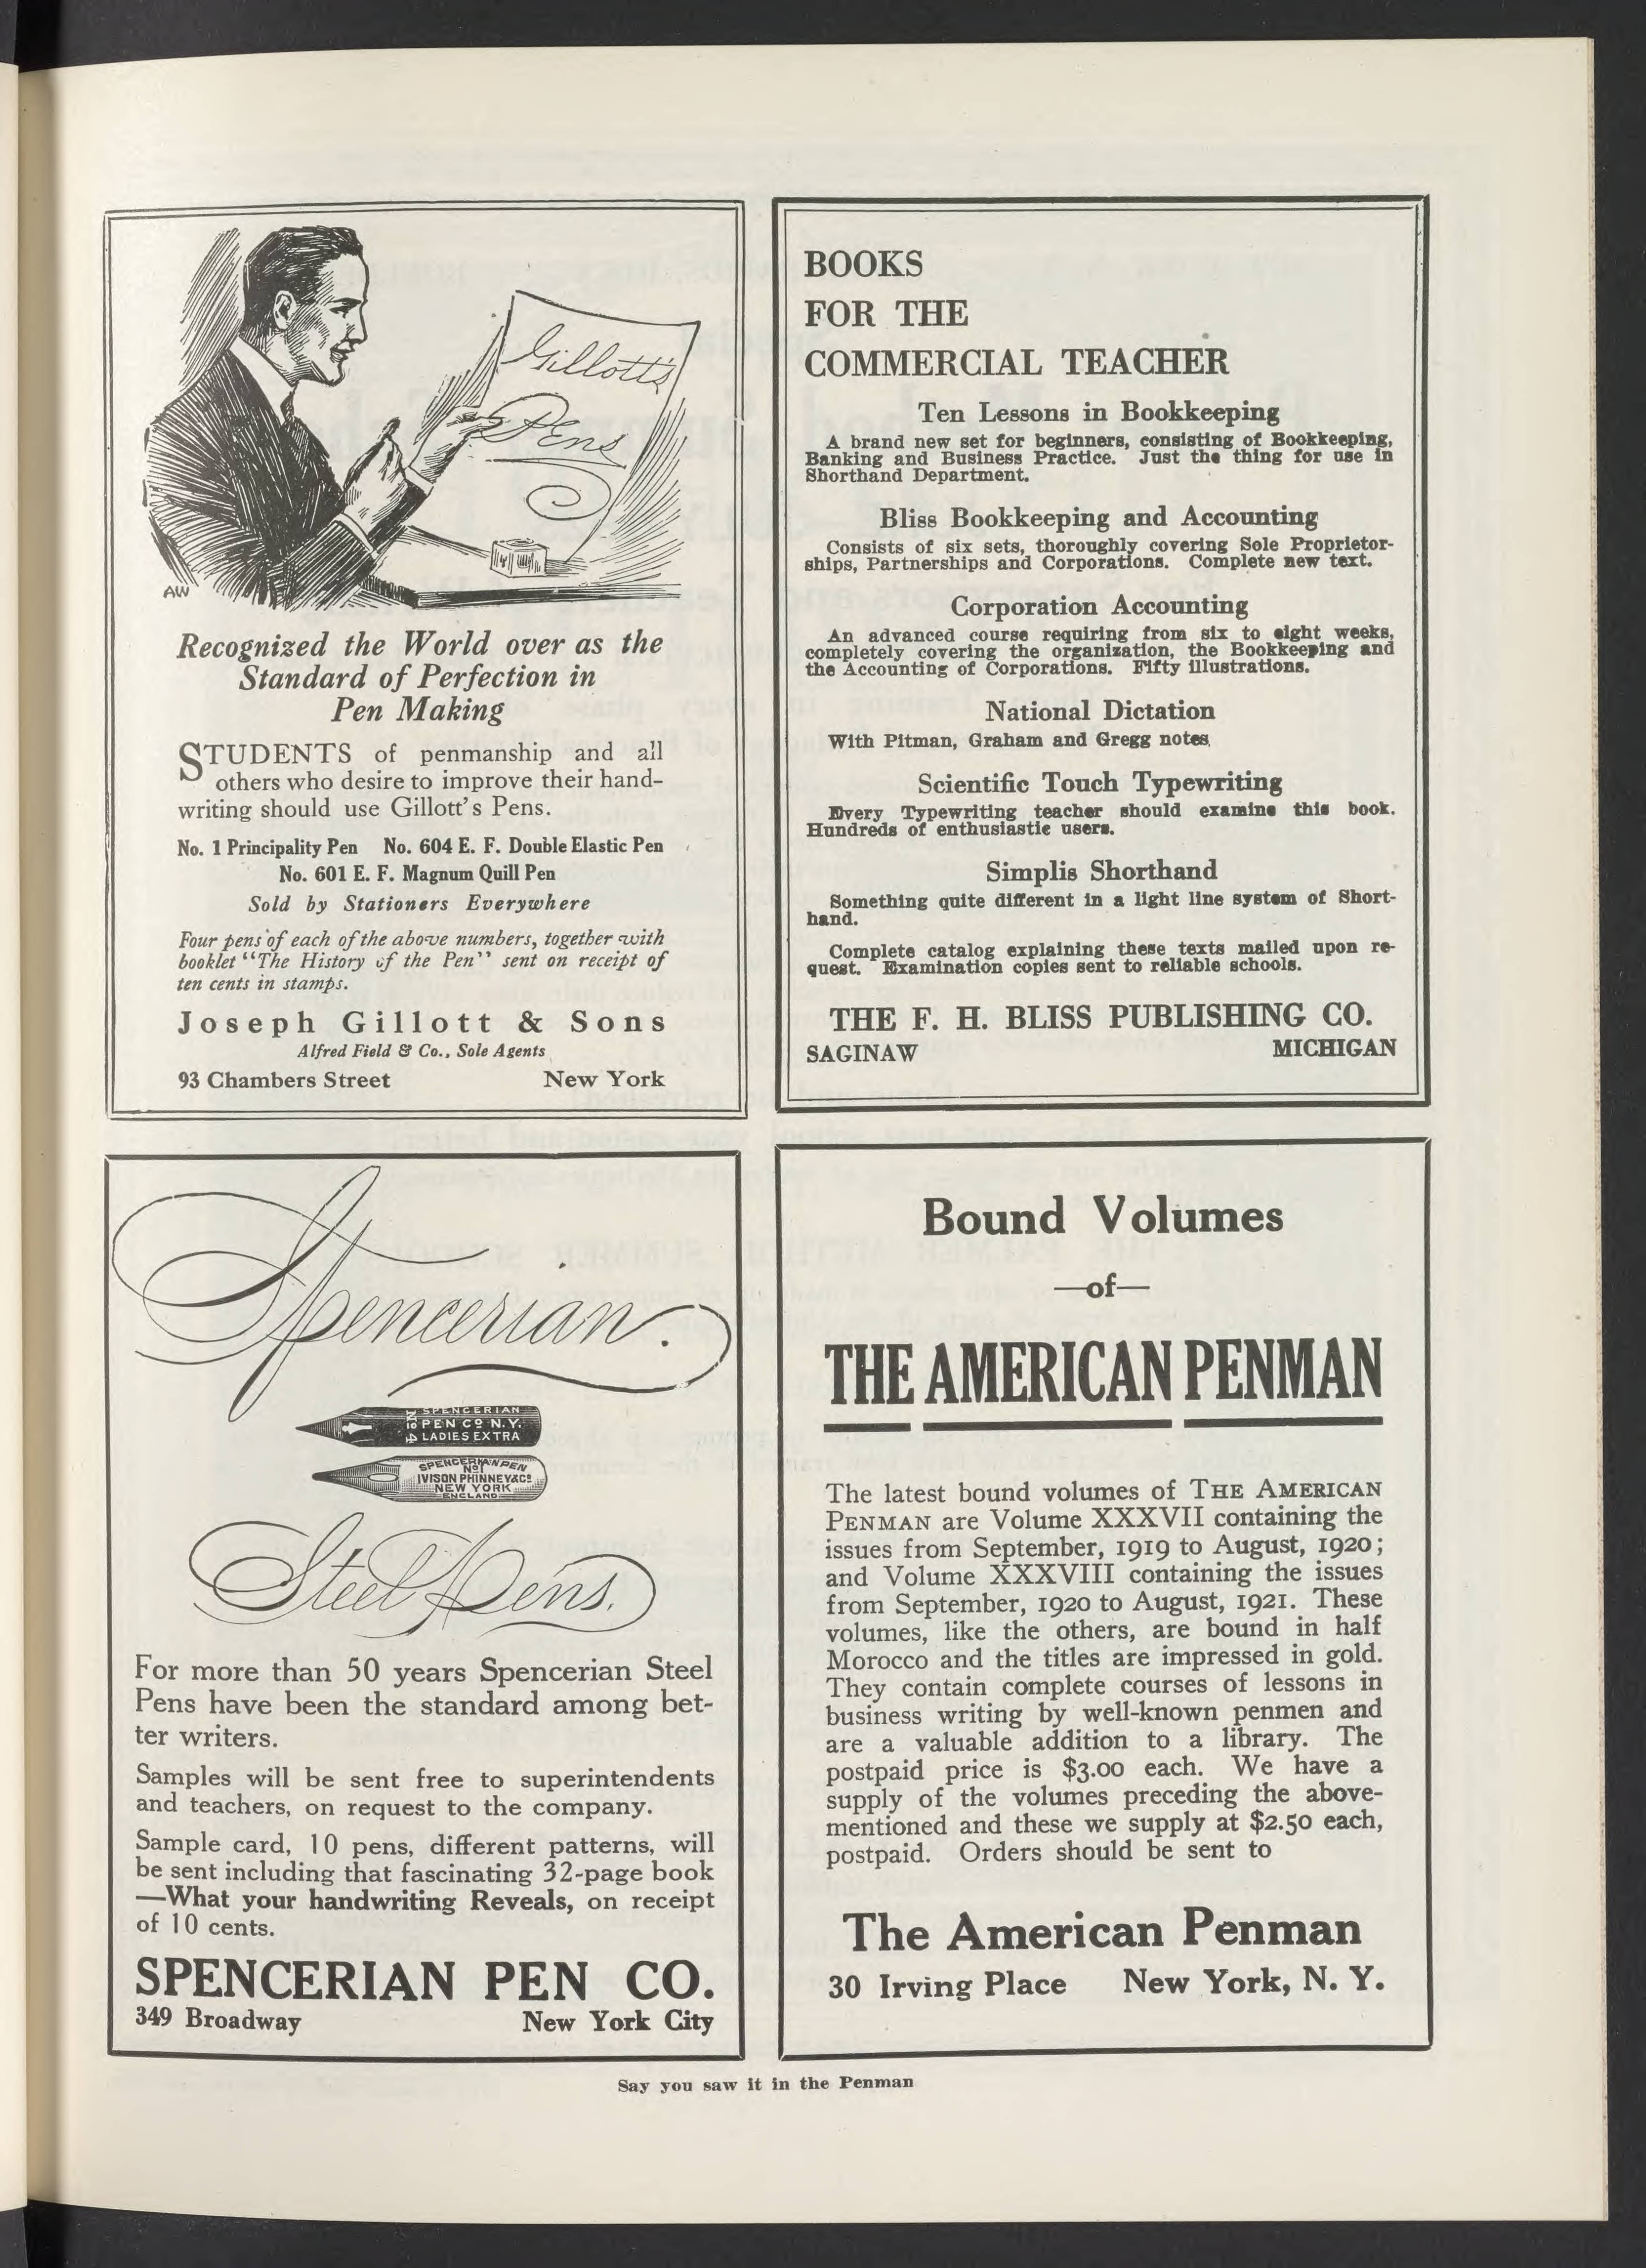 Gillott's
Pens
AW
Recognized the World over as the
Standard of Perfection in
Pen Making
STUDENTS of penmanship and all
others who desire to improve their hand-
writing should use Gillott's Pens.
No. 1 Principality Pen No. 604 E. F. Double Elastic Pen
No. 601 E. F. Magnum Quill Pen
Sold by Stationers Everywhere
Four pens of each of the above numbers, together with
booklet "The History of the Pen" sent on receipt of
ten cents in stamps.
Joseph Gillott & Sons
Alfred Field & Co., Sole Agents
93 Chambers Street New York
BOOKS
FOR THE
COMMERCIAL TEACHER
Ten Lessons in Bookkeeping
A brand new set for beginners, consisting of Bookkeeping,
Banking and Business Practice. Just the thing for use in
Shorthand Department.
Bliss Bookkeeping and Accounting
Consists of six sets, thoroughly covering Sole Proprietor-
ships, Partnerships and Corporations. Complete new text.
Corporation Accounting
An advanced course requiring from six to eight weeks,
completely covering the organization, the Bookkeeping and
the Accounting of Corporations. Fifty illustrations.
National Dictation
With Pitman, Graham and Gregg notes.
Scientific Touch Typewriting
Every Typewriting teacher should examine this book.
Hundreds of enthusiastic users.
Simplis Shorthand
Something quite different in a light line system of Short-
hand.
Complete catalog explaining these texts mailed upon re-
quest. Examination copies sent to reliable schools.
THE F. H. BLISS PUBLISHING CO.
SAGINAW MICHIGAN
Spencerian.
SPENCERIAN
PEN Co N.Y.
LADIES EXTRA
SPENCERIAN PEN
No 1
IVISON PHINNEY & Co
NEW YORK
ENGLAND
Steel Pens.
For more than 50 years Spencerian Steel
Pens have been the standard among bet-
ter writers.
Samples will be sent free to superintendents
and teachers, on request to the company.
Sample card, 10 pens, different patterns, will
be sent including that fascinating 32-page book
—What your handwriting Reveals, on receipt
of 10 cents.
SPENCERIAN PEN CO.
349 Broadway New York City
Bound Volumes
—of—
THE AMERICAN PENMAN
The latest bound volumes of THE AMERICAN
PENMAN are Volume XXXVII containing the
issues from September, 1919 to August, 1920;
and Volume XXXVIII containing the issues
from September, 1920 to August, 1921. These
volumes, like the others, are bound in half
Morocco and the titles are impressed in gold.
They contain complete courses of lessons in
business writing by well-known penmen and
are a valuable addition to a library. The
postpaid price is $3.00 each. We have a
supply of the volumes preceding the above-
mentioned and these we supply at $2.50 each,
postpaid. Orders should be sent to
The American Penman
30 Irving Place New York, N. Y.
Say you saw it in the Penman